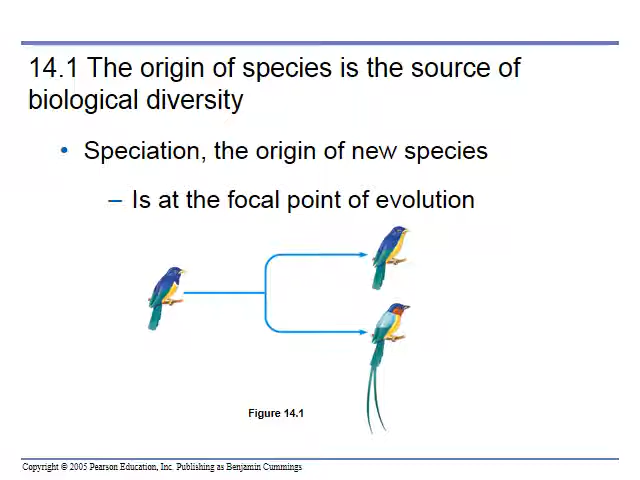 14.1 The origin of species is the source of
biological diversity
• Speciation, the origin of new species
– Is at the focal point of evolution
Figure 14.1
Copyright © 2005 Pearson Education, Inc. Publishing as Benjamin Cummings